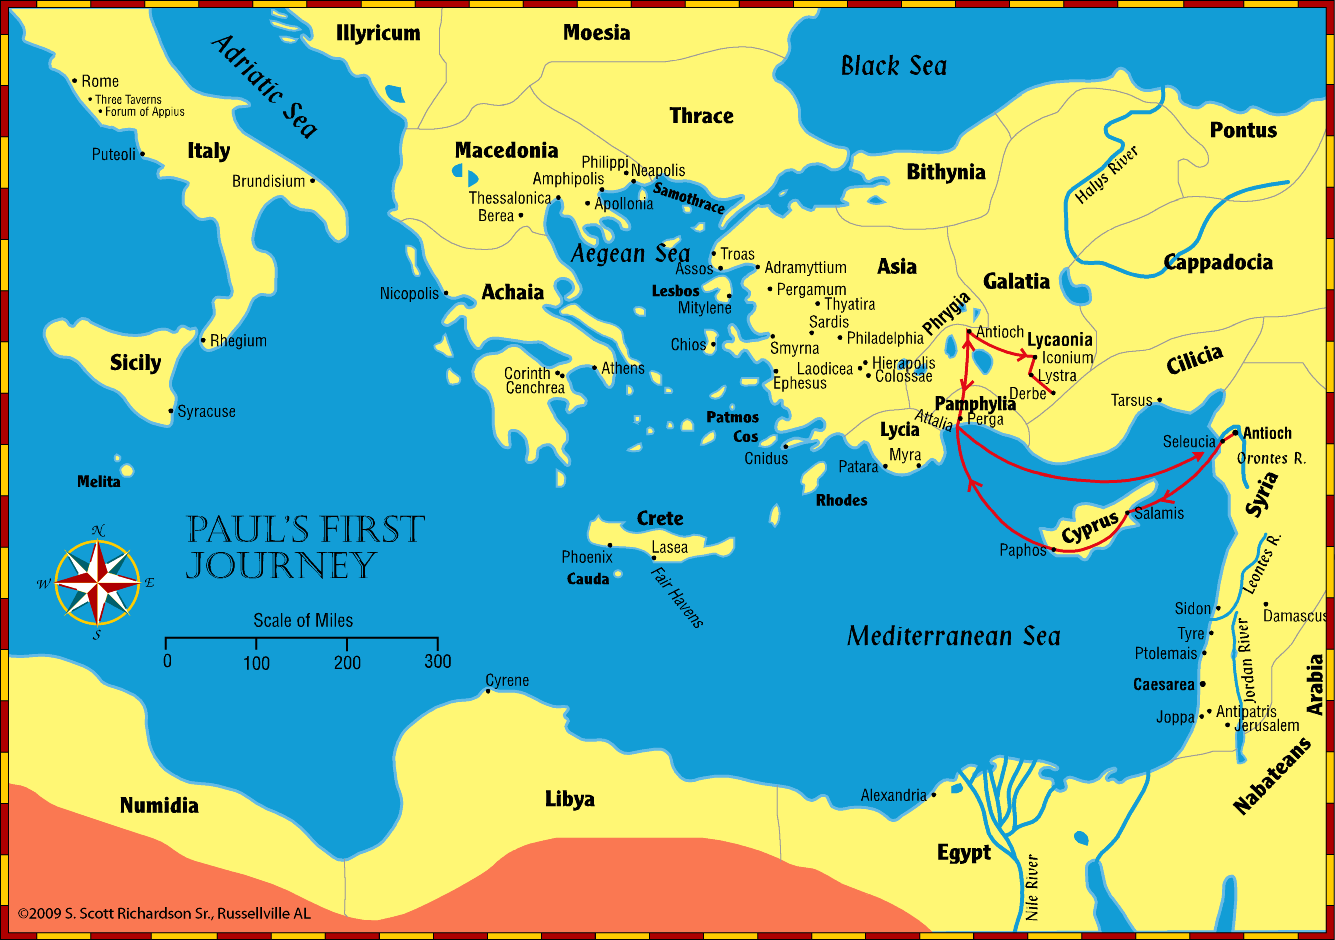 Illyricum
Moesia
Adriatic Sea
Black Sea
Rome
Three Taverns
Forum of Appius
Thrace
Pontus
Puteoli
Italy
Macedonia
Bithynia
Halys River
Brundisium
Philippi
Neapolis
Amphipolis
Samothrace
Thessalonica
Apollonia
Berea
Aegean Sea
Troas
Assos
Adramyttium
Asia
Galatia
Cappadocia
Nicopolis
Achaia
Lesbos
Mitylene
Pergamum
Thyatira
Phrygia
Sardis
Antioch
Lycaonia
Rhegium
Chios
Smyrna
Philadelphia
Iconium
Sicily
Cilicia
Corinth
Cenchrea
Athens
Laodicea
Hierapolis
Colossae
Ephesus
Lystra
Derbe
Syracuse
Patmos
Cos
Pamphylia
Attalia
Perga
Tarsus
Lycia
Seleucia
Antioch
Orontes R.
Cnidus
Patara
Myra
Melita
Rhodes
Syria
PAUL'S FIRST
JOURNEY
Crete
Cyprus
Salamis
Paphos
Phoenix
Lasea
Cauda
Fair Havens
N
W
E
S
Leontes R.
Scale of Miles
0
100
200
300
Mediterranean Sea
Sidon
Damascus
Tyre
Ptolemais
Jordan River
Cyrene
Caesarea
Arabia
Joppa
Antipatris
Jerusalem
Nabateans
Numidia
Libya
Alexandria
Egypt
Nile River
©2009 S. Scott Richardson Sr., Russellville AL